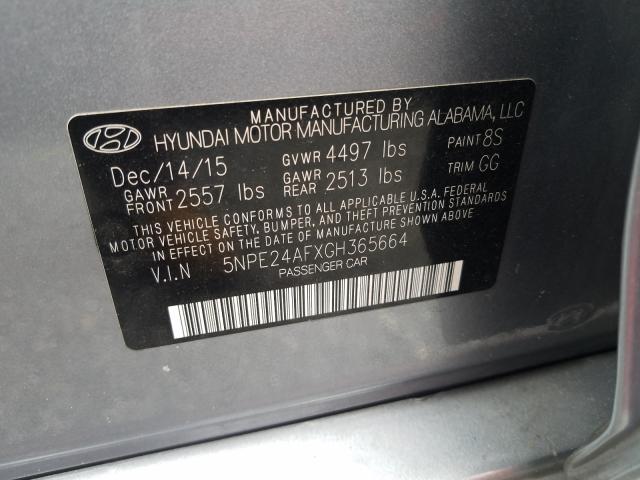 MANUFACTURED BY
HYUNDAI MOTOR MANUFACTURING ALABAMA, LLC
Dec/14/15 GVWR 4497 lbs PAINT 8S
GAWR FRONT 2557 lbs GAWR REAR 2513 lbs TRIM GG
THIS VEHICLE CONFORMS TO ALL APPLICABLE U.S.A. FEDERAL
MOTOR VEHICLE SAFETY, BUMPER, AND THEFT PREVENTION STANDARDS
IN EFFECT ON THE DATE OF MANUFACTURE SHOWN ABOVE
V.I.N 5NPE24AFXGH365664
PASSENGER CAR